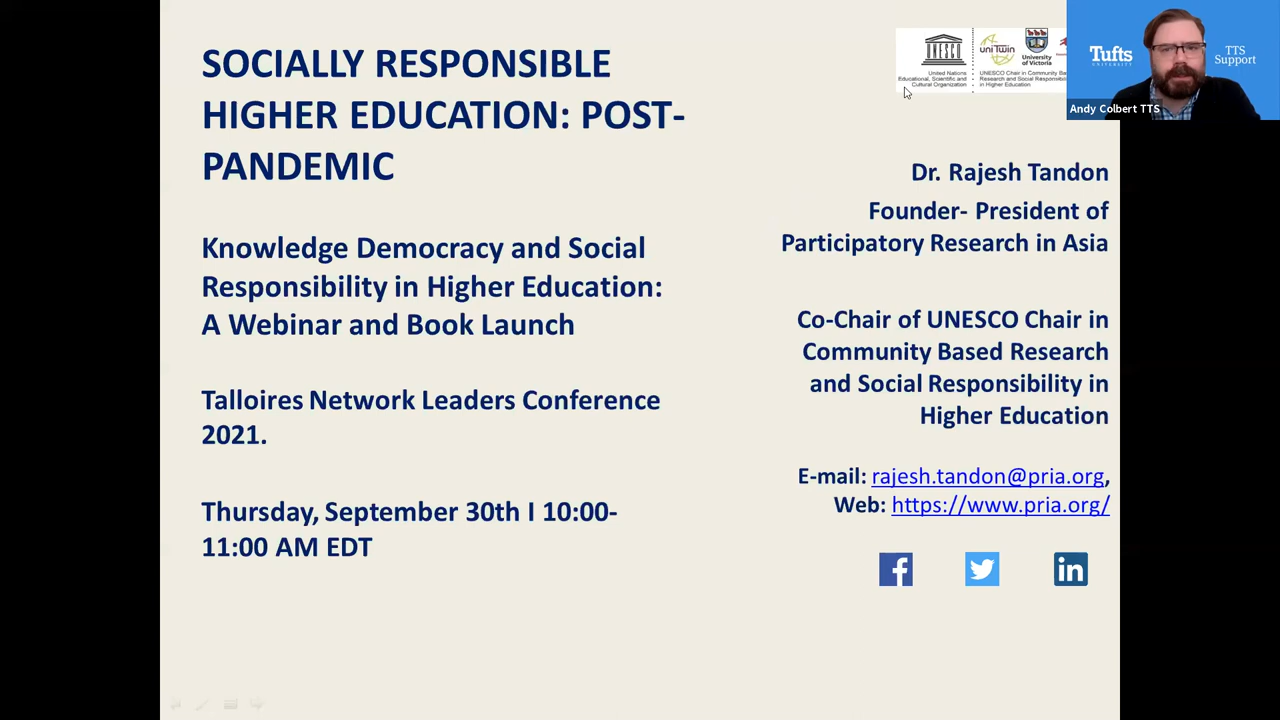 SOCIALLY RESPONSIBLE
HIGHER EDUCATION: POST-
PANDEMIC
Knowledge Democracy and Social
Responsibility in Higher Education:
A Webinar and Book Launch
Talloires Network Leaders Conference
2021.
Thursday, September 30th I 10:00-
11:00 AM EDT
UNESCO
United Nations
Educational, Scientific and
Cultural Organization
uniTwin
University
of Victoria
UNESCO Chair in Community Ba
Research and Social Responsibility
in Higher Education
Tufts
UNIVERSITY
TTS
Support
Andy Colbert TTS
Dr. Rajesh Tandon
Founder- President of
Participatory Research in Asia
Co-Chair of UNESCO Chair in
Community Based Research
and Social Responsibility in
Higher Education
E-mail: rajesh.tandon@pria.org,
Web: https://www.pria.org/
f
in